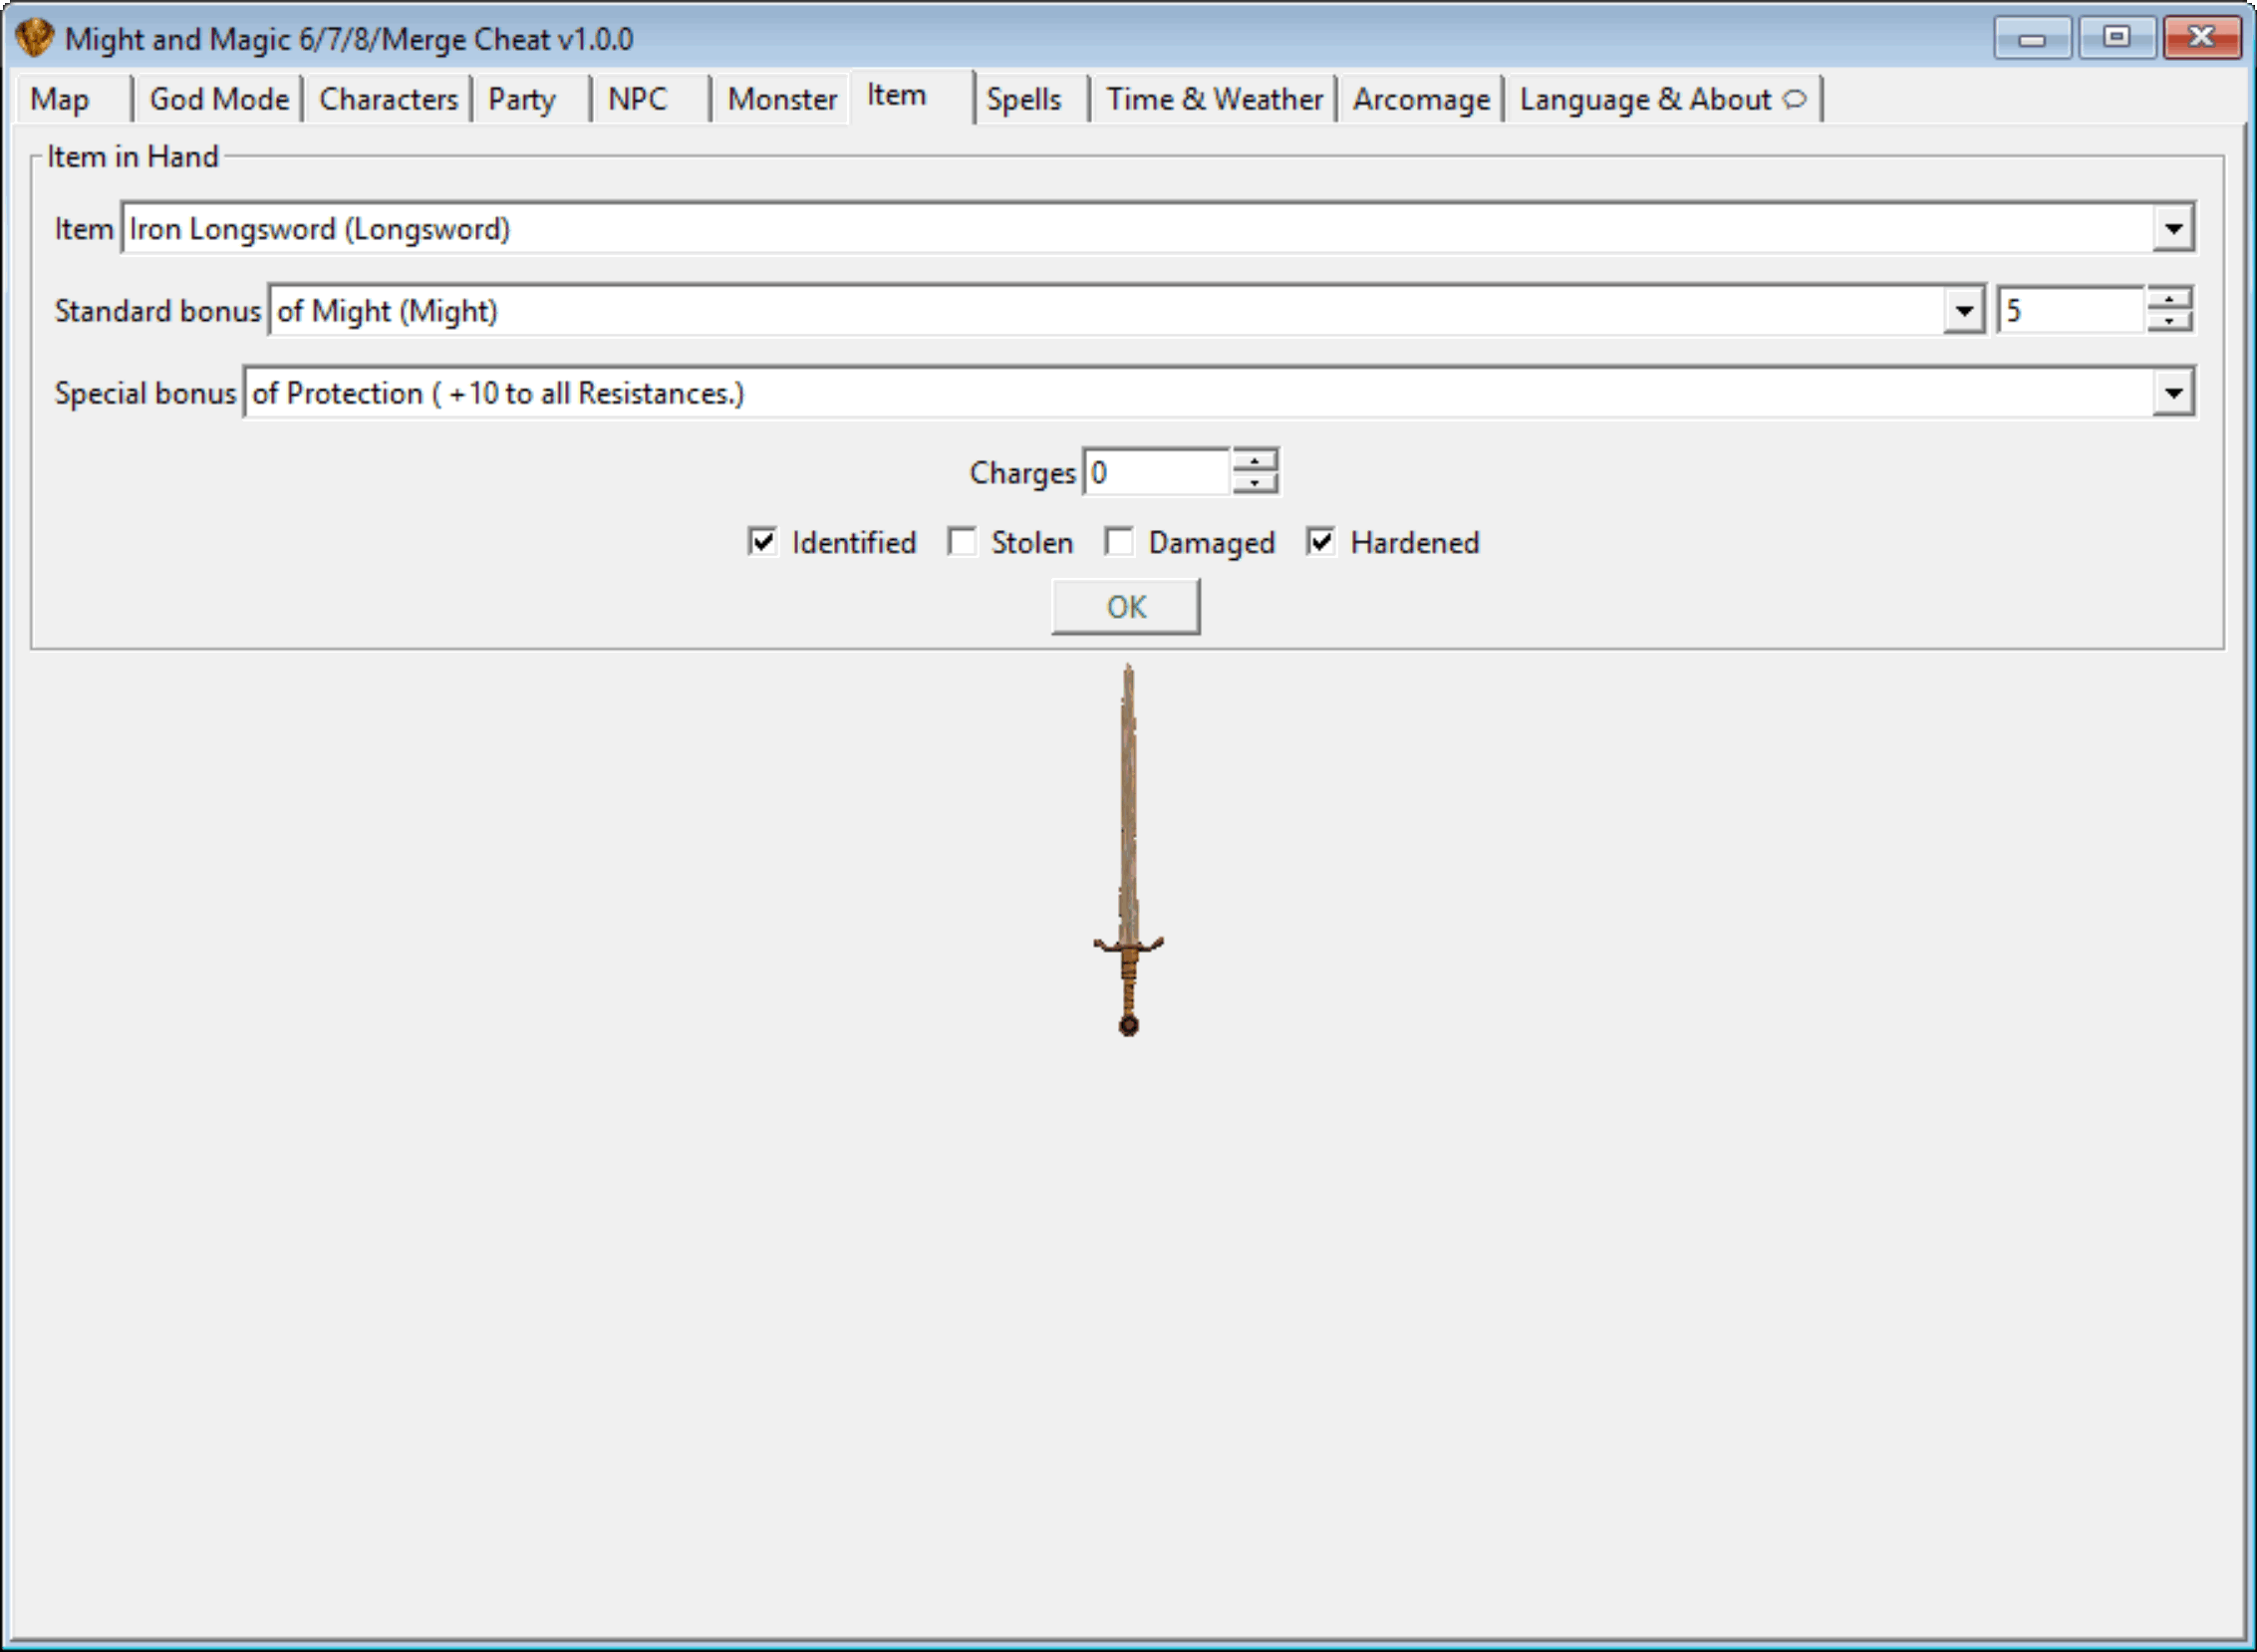 Might and Magic 6/7/8/Merge Cheat v1.0.0
Map God Mode Characters Party NPC Monster Item Spells Time & Weather Arcomage Language & About
Item in Hand
Item Iron Longsword (Longsword)
Standard bonus of Might (Might) 5
Special bonus of Protection ( +10 to all Resistances.)
Charges 0
Identified Stolen Damaged Hardened
OK